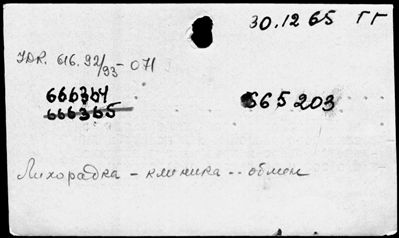 30.12 65 гг
УДК. 616.92/93-071
666364 665203
666365
Лихорадка - клиника - обмен